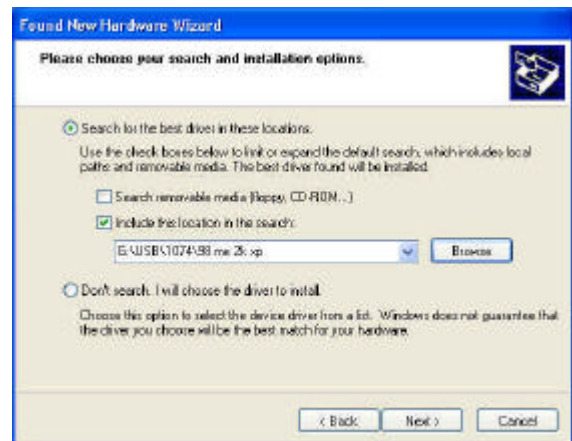 Found New Hardware Wizard
Please choose your search and installation options.
Search for the best driver in these locations.
Use the check boxes below to limit or expand the default search, which includes local
paths and removable media. The best driver found will be installed.
Search removable media (floppy, CD-ROM...)
Include this location in the search:
E:\USB\1074\98 me 2k xp
Browse
Don't search. I will choose the driver to install.
Choose this option to select the device driver from a list. Windows does not guarantee that
the driver you choose will be the best match for your hardware.
< Back
Next >
Cancel